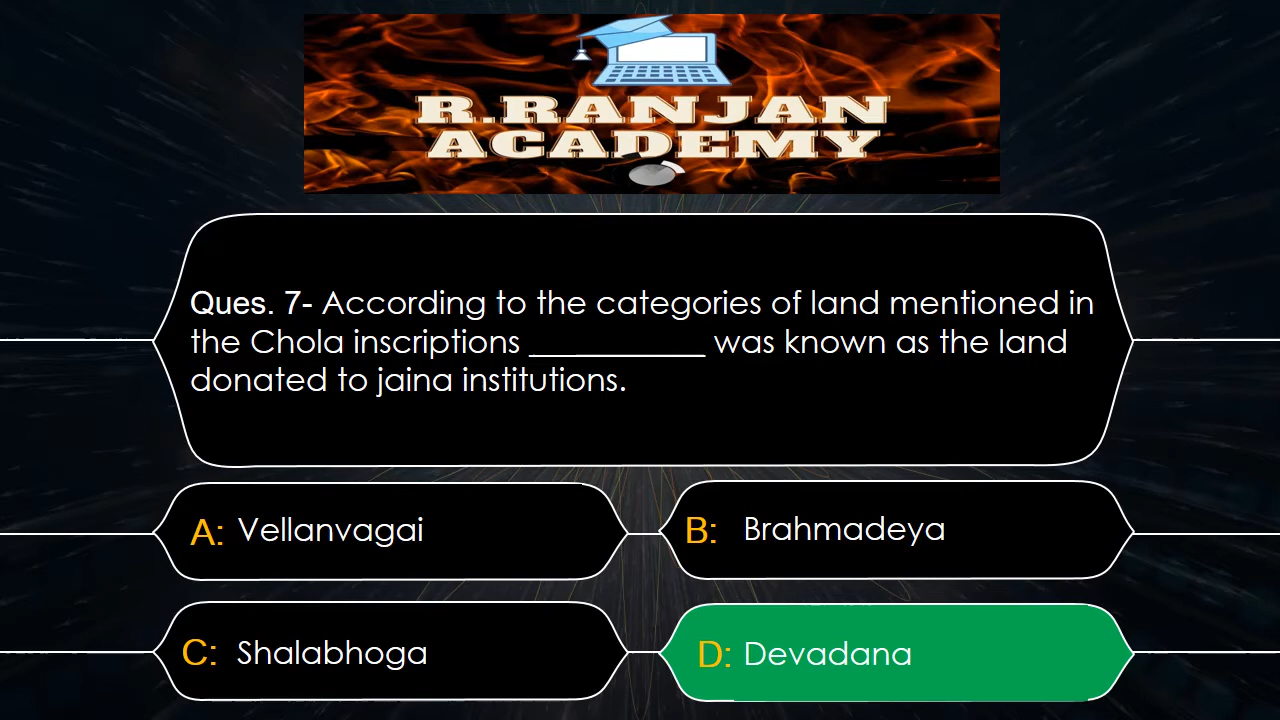 R.RANJAN
ACADEMY
Ques. 7- According to the categories of land mentioned in
the Chola inscriptions ___________ was known as the land
donated to jaina institutions.
A: Vellanvagai
B: Brahmadeya
C: Shalabhoga
D: Devadana